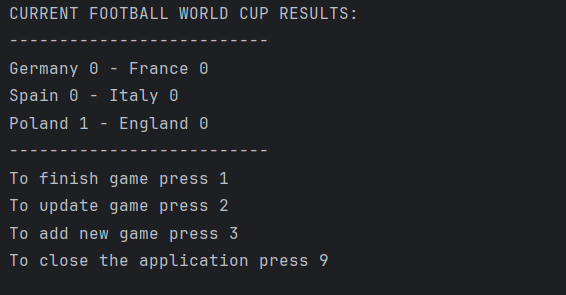 CURRENT FOOTBALL WORLD CUP RESULTS:
--------------------------
Germany 0 - France 0
Spain 0 - Italy 0
Poland 1 - England 0
--------------------------
To finish game press 1
To update game press 2
To add new game press 3
To close the application press 9